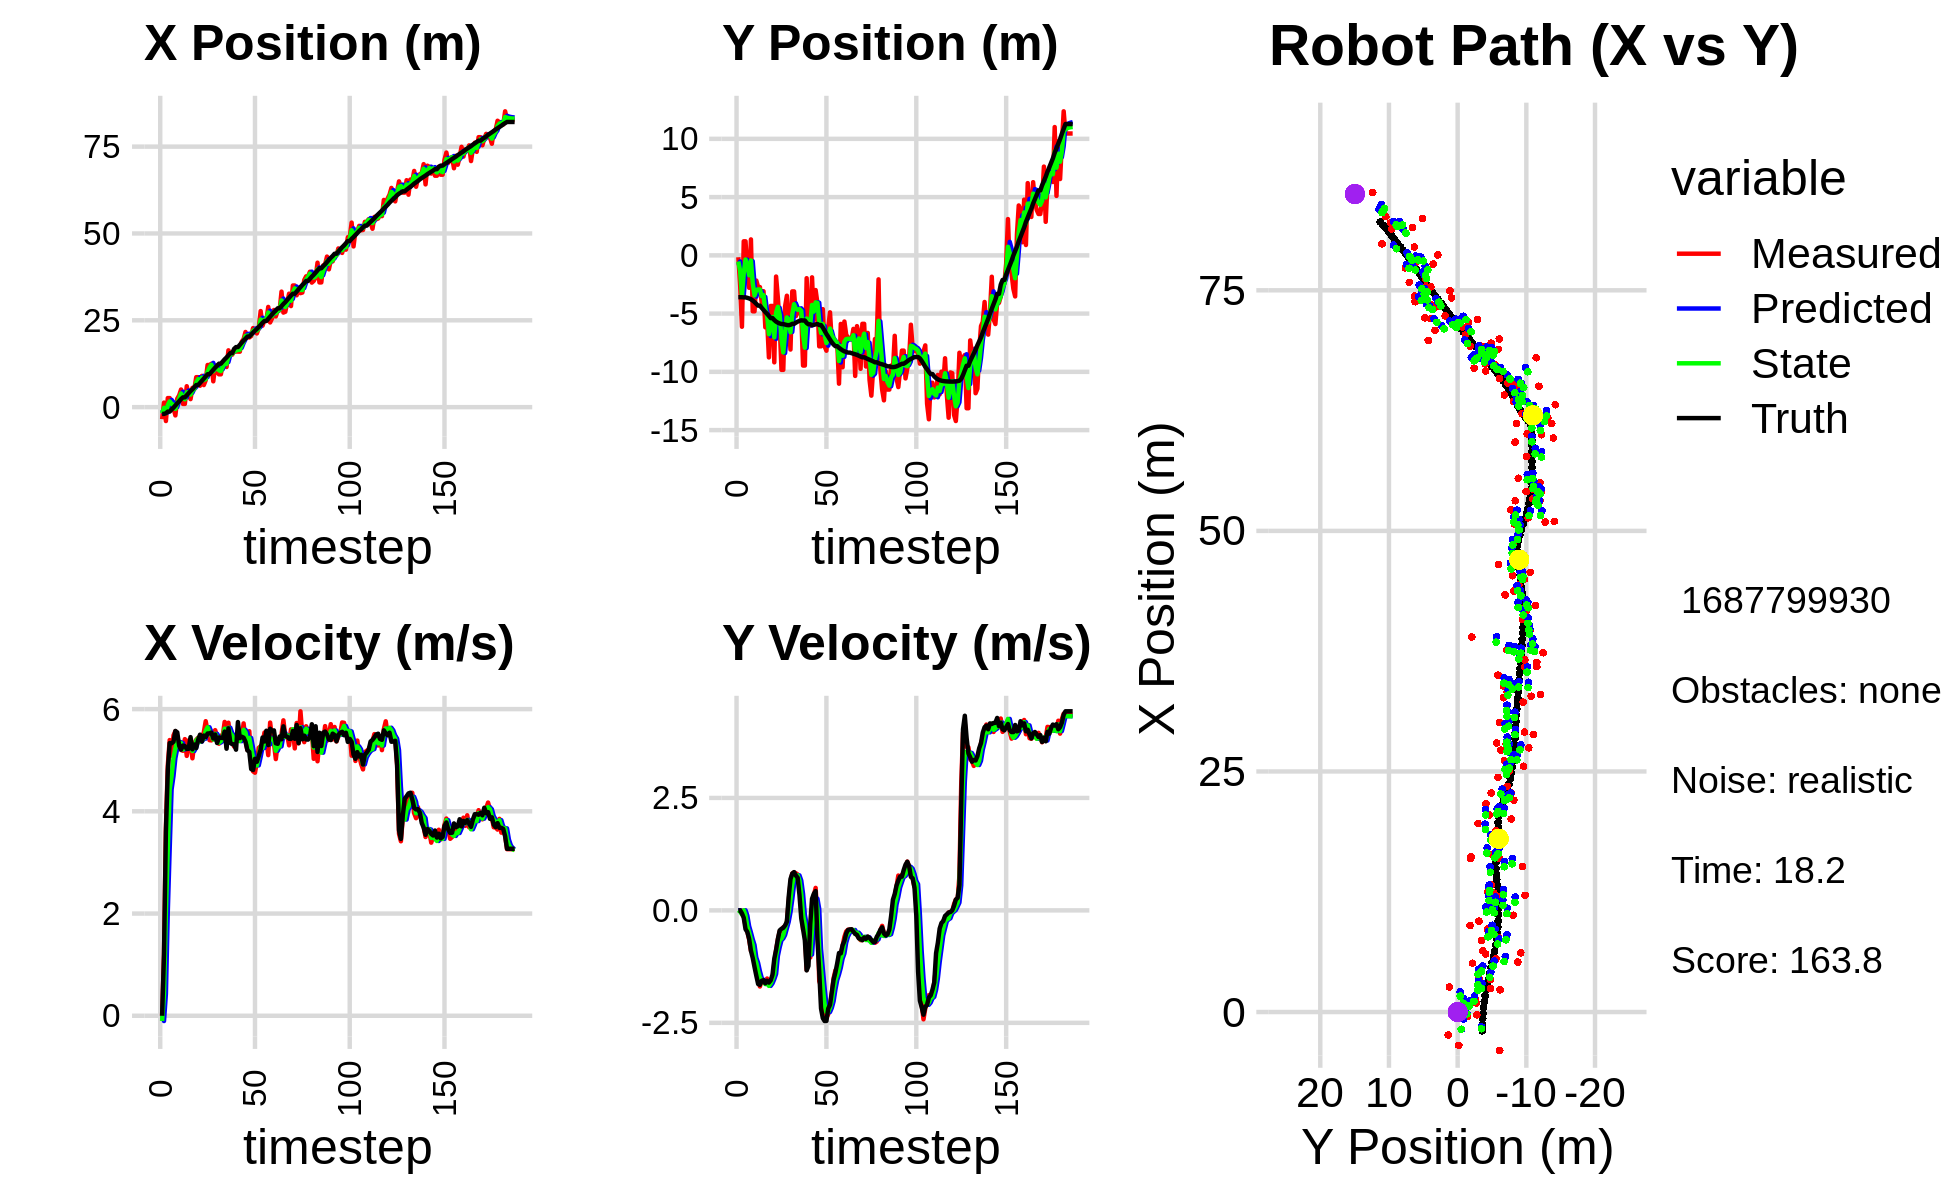 X Position (m)
75
50
25
0
0
50
100
150
timestep
Y Position (m)
10
5
0
-5
-10
-15
0
50
100
150
timestep
X Velocity (m/s)
6
4
2
0
0
50
100
150
timestep
Y Velocity (m/s)
2.5
0.0
-2.5
0
50
100
150
timestep
Robot Path (X vs Y)
X Position (m)
75
50
25
0
20 10 0 -10 -20
Y Position (m)
variable
Measured
Predicted
State
Truth
1687799930
Obstacles: none
Noise: realistic
Time: 18.2
Score: 163.8